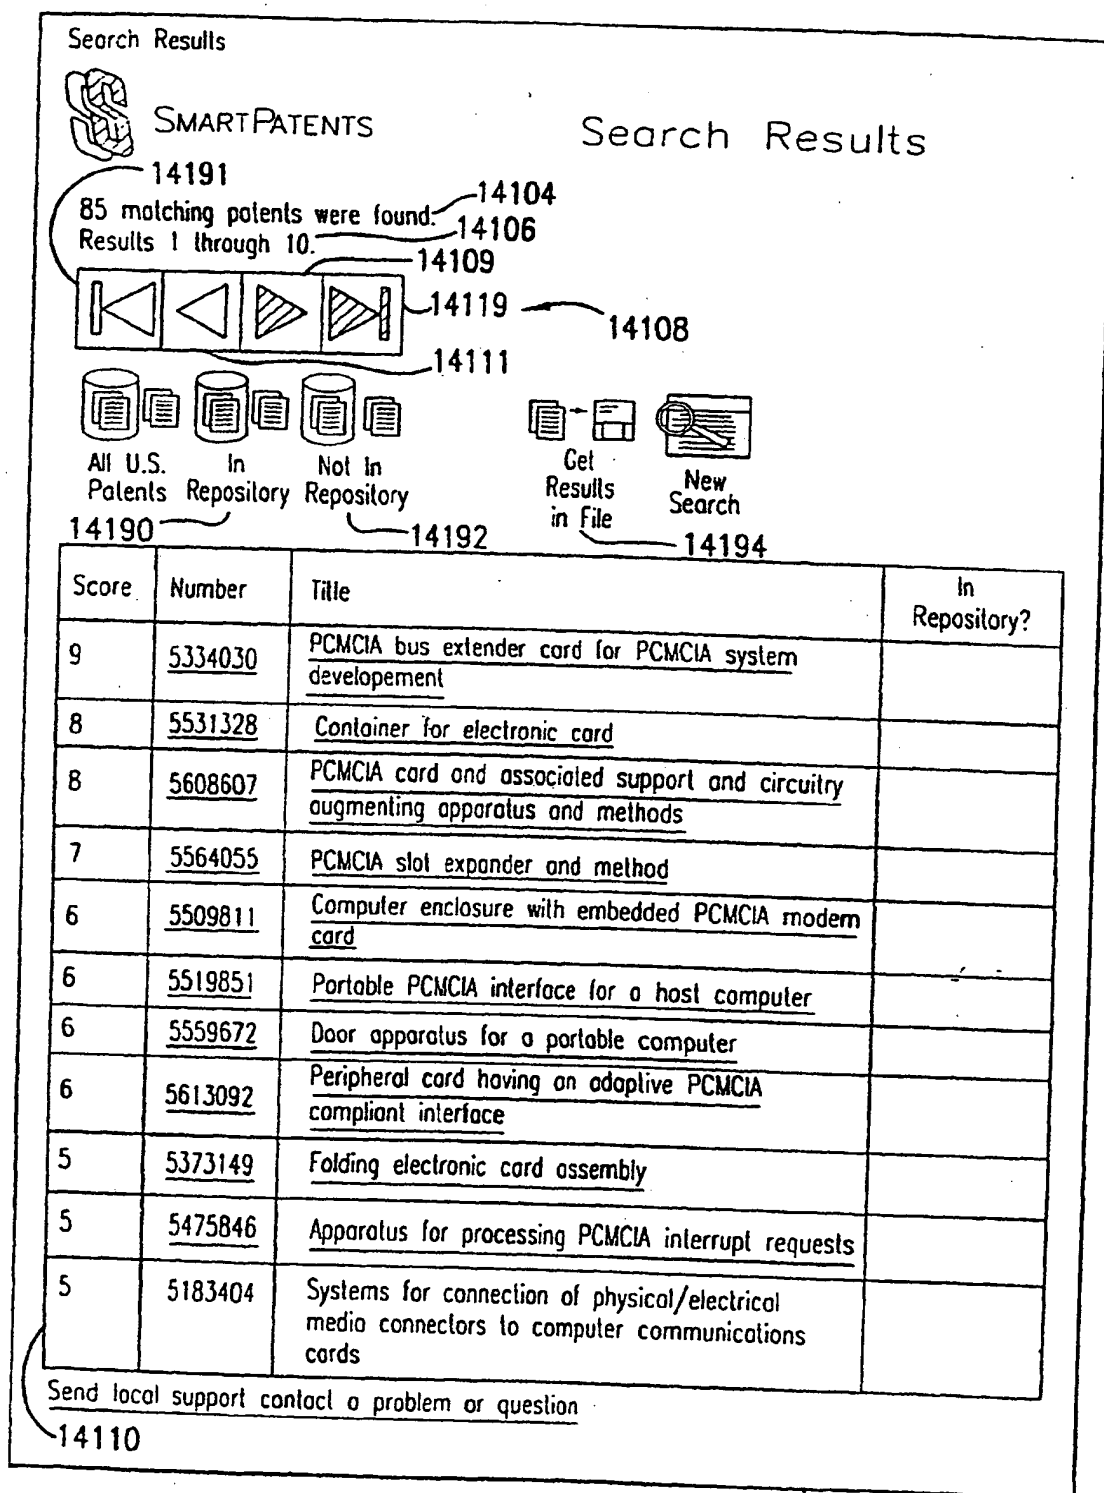 Search Results
SMARTPATENTS
Search Results
14191
85 matching patents were found.
14104
Results 1 through 10.
14106
14109
14119
14108
14111
All U.S. Patents
In Repository
Not In Repository
Get Results in File
New Search
14190
14192
14194
Score Number Title In Repository?
9 5334030 PCMCIA bus extender card for PCMCIA system
developement
8 5531328 Container for electronic card
8 5608607 PCMCIA card and associated support and circuitry
augmenting apparatus and methods
7 5564055 PCMCIA slot expander and method
6 5509811 Computer enclosure with embedded PCMCIA modem
card
6 5519851 Portable PCMCIA interface for a host computer
6 5559672 Door apparatus for a portable computer
6 5613092 Peripheral card having an adaptive PCMCIA
compliant interface
5 5373149 Folding electronic card assembly
5 5475846 Apparatus for processing PCMCIA interrupt requests
5 5183404 Systems for connection of physical/electrical
media connectors to computer communications
cards
Send local support contact a problem or question
14110